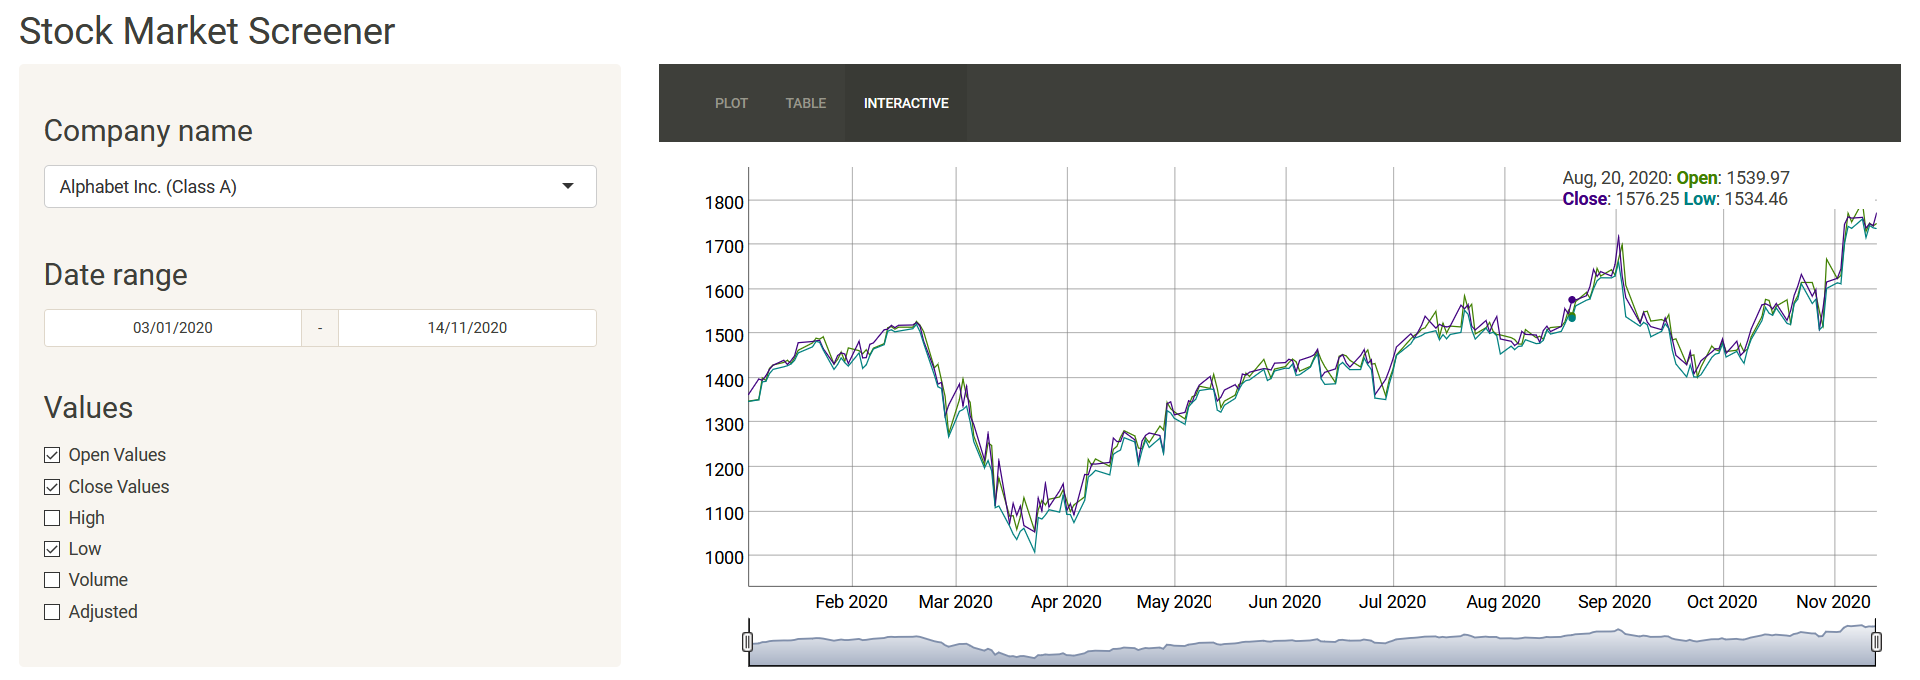 Stock Market Screener
Company name
Alphabet Inc. (Class A)
Date range
03/01/2020 - 14/11/2020
Values
Open Values
Close Values
High
Low
Volume
Adjusted
PLOT TABLE INTERACTIVE
Aug, 20, 2020: Open: 1539.97
Close: 1576.25 Low: 1534.46
1800
1700
1600
1500
1400
1300
1200
1100
1000
Feb 2020 Mar 2020 Apr 2020 May 2020 Jun 2020 Jul 2020 Aug 2020 Sep 2020 Oct 2020 Nov 2020